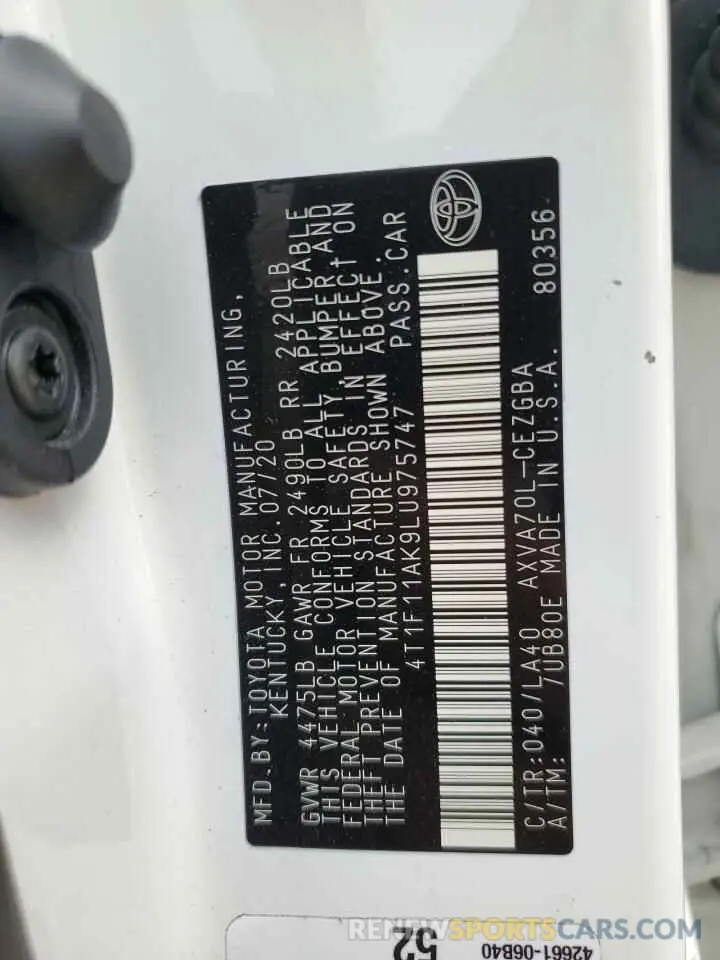 MFD.BY:TOYOTA MOTOR MANUFACTURING,
KENTUCKY, INC. 07/20
GVWR 4475LB GAWR FR 2490LB RR 2420LB
THIS VEHICLE CONFORMS TO ALL APPLICABLE
FEDERAL MOTOR VEHICLE SAFETY, BUMPER AND
THEFT PREVENTION STANDARDS IN EFFECT ON
THE DATE OF MANUFACTURE SHOWN ABOVE.
4T1F11AK9LU975747 PASS.CAR
C/TR:040/LA40 AXVA70L-CEZGBA
A/TM: 7UB80E MADE IN U.S.A. 80356
52
42661-06B40
RENEWSPORTSCARS.COM